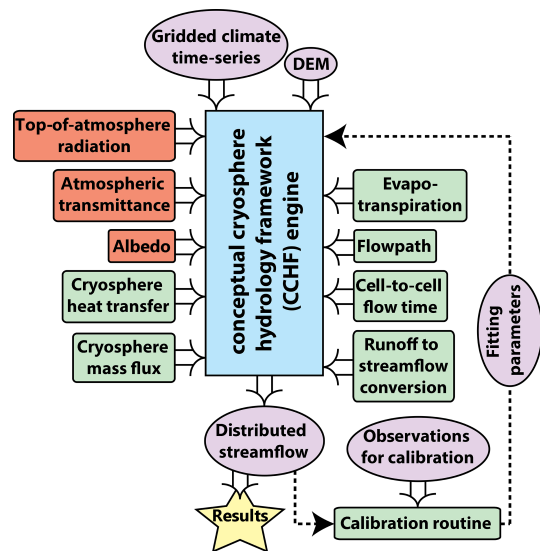 Gridded climate
time-series
DEM
Top-of-atmosphere
radiation
Atmospheric
transmittance
Albedo
Cryosphere
heat transfer
Cryosphere
mass flux
conceptual cryosphere
hydrology framework
(CCHF) engine
Evapo-
transpiration
Flowpath
Cell-to-cell
flow time
Runoff to
streamflow
conversion
Fitting
parameters
Distributed
streamflow
Observations
for calibration
Results
Calibration routine